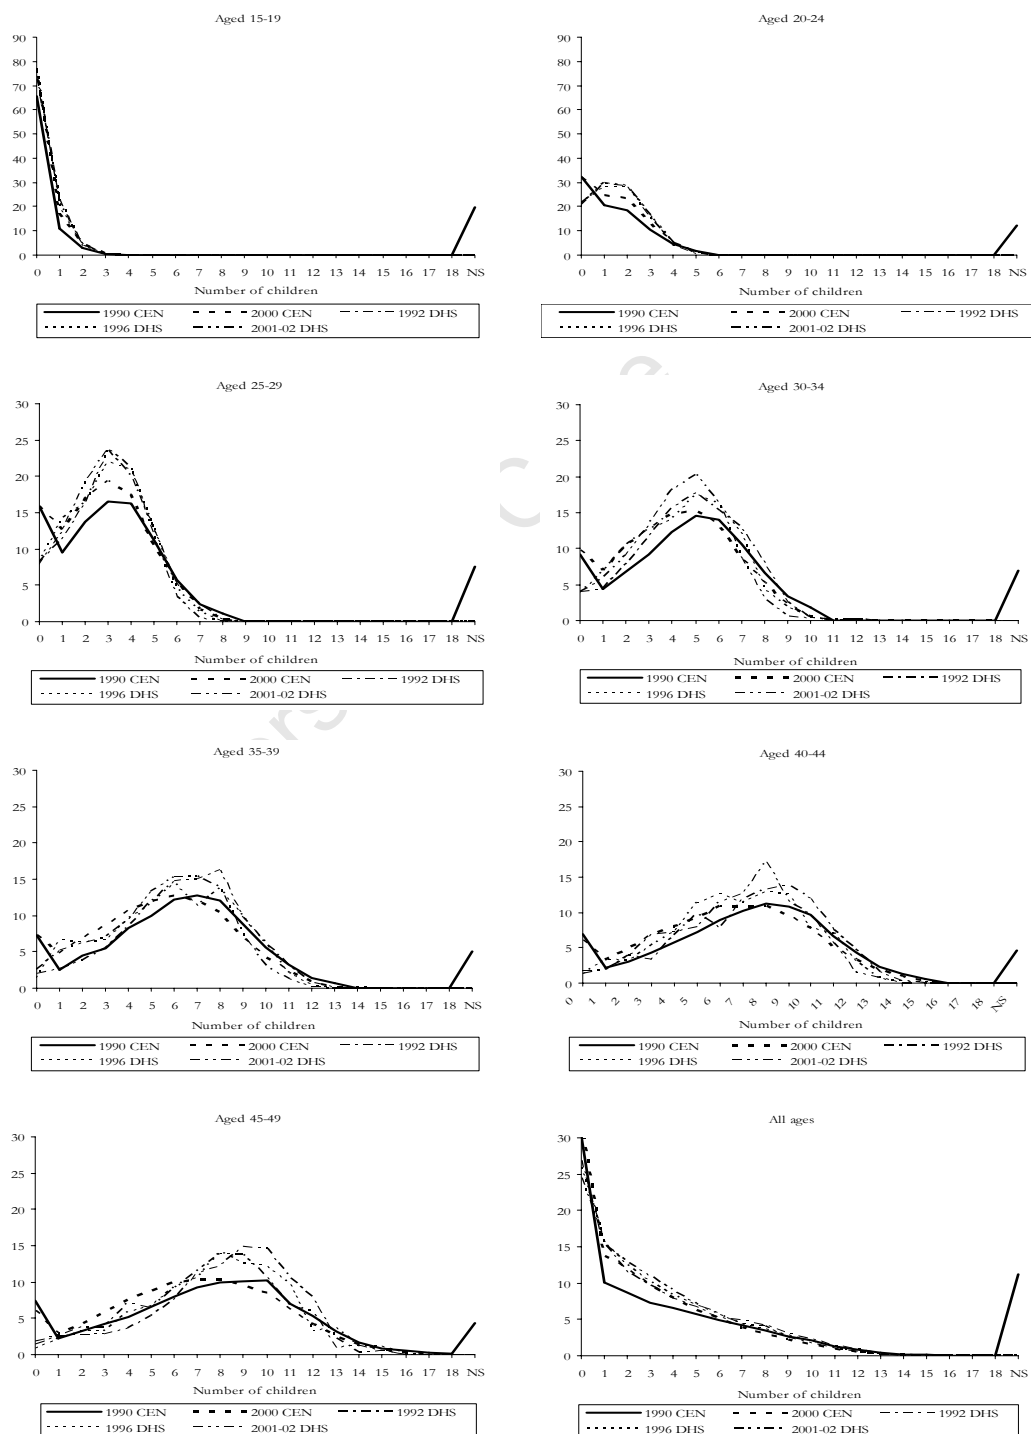 Aged 15-19
90
80
70
60
50
40
30
20
10
0
0 1 2 3 4 5 6 7 8 9 10 11 12 13 14 15 16 17 18 NS
Number of children
1990 CEN 2000 CEN 1992 DHS
1996 DHS 2001-02 DHS
Aged 20-24
90
80
70
60
50
40
30
20
10
0
0 1 2 3 4 5 6 7 8 9 10 11 12 13 14 15 16 17 18 NS
Number of children
1990 CEN 2000 CEN 1992 DHS
1996 DHS 2001-02 DHS
Aged 25-29
30
25
20
15
10
5
0
0 1 2 3 4 5 6 7 8 9 10 11 12 13 14 15 16 17 18 NS
Number of children
1990 CEN 2000 CEN 1992 DHS
1996 DHS 2001-02 DHS
Aged 30-34
30
25
20
15
10
5
0
0 1 2 3 4 5 6 7 8 9 10 11 12 13 14 15 16 17 18 NS
Number of children
1990 CEN 2000 CEN 1992 DHS
1996 DHS 2001-02 DHS
Aged 35-39
30
25
20
15
10
5
0
0 1 2 3 4 5 6 7 8 9 10 11 12 13 14 15 16 17 18 NS
Number of children
1990 CEN 2000 CEN 1992 DHS
1996 DHS 2001-02 DHS
Aged 40-44
30
25
20
15
10
5
0
0 1 2 3 4 5 6 7 8 9 10 11 12 13 14 15 16 17 18 NS
Number of children
1990 CEN 2000 CEN 1992 DHS
1996 DHS 2001-02 DHS
Aged 45-49
30
25
20
15
10
5
0
0 1 2 3 4 5 6 7 8 9 10 11 12 13 14 15 16 17 18 NS
Number of children
1990 CEN 2000 CEN 1992 DHS
1996 DHS 2001-02 DHS
All ages
30
25
20
15
10
5
0
0 1 2 3 4 5 6 7 8 9 10 11 12 13 14 15 16 17 18 NS
Number of children
1990 CEN 2000 CEN 1992 DHS
1996 DHS 2001-02 DHS